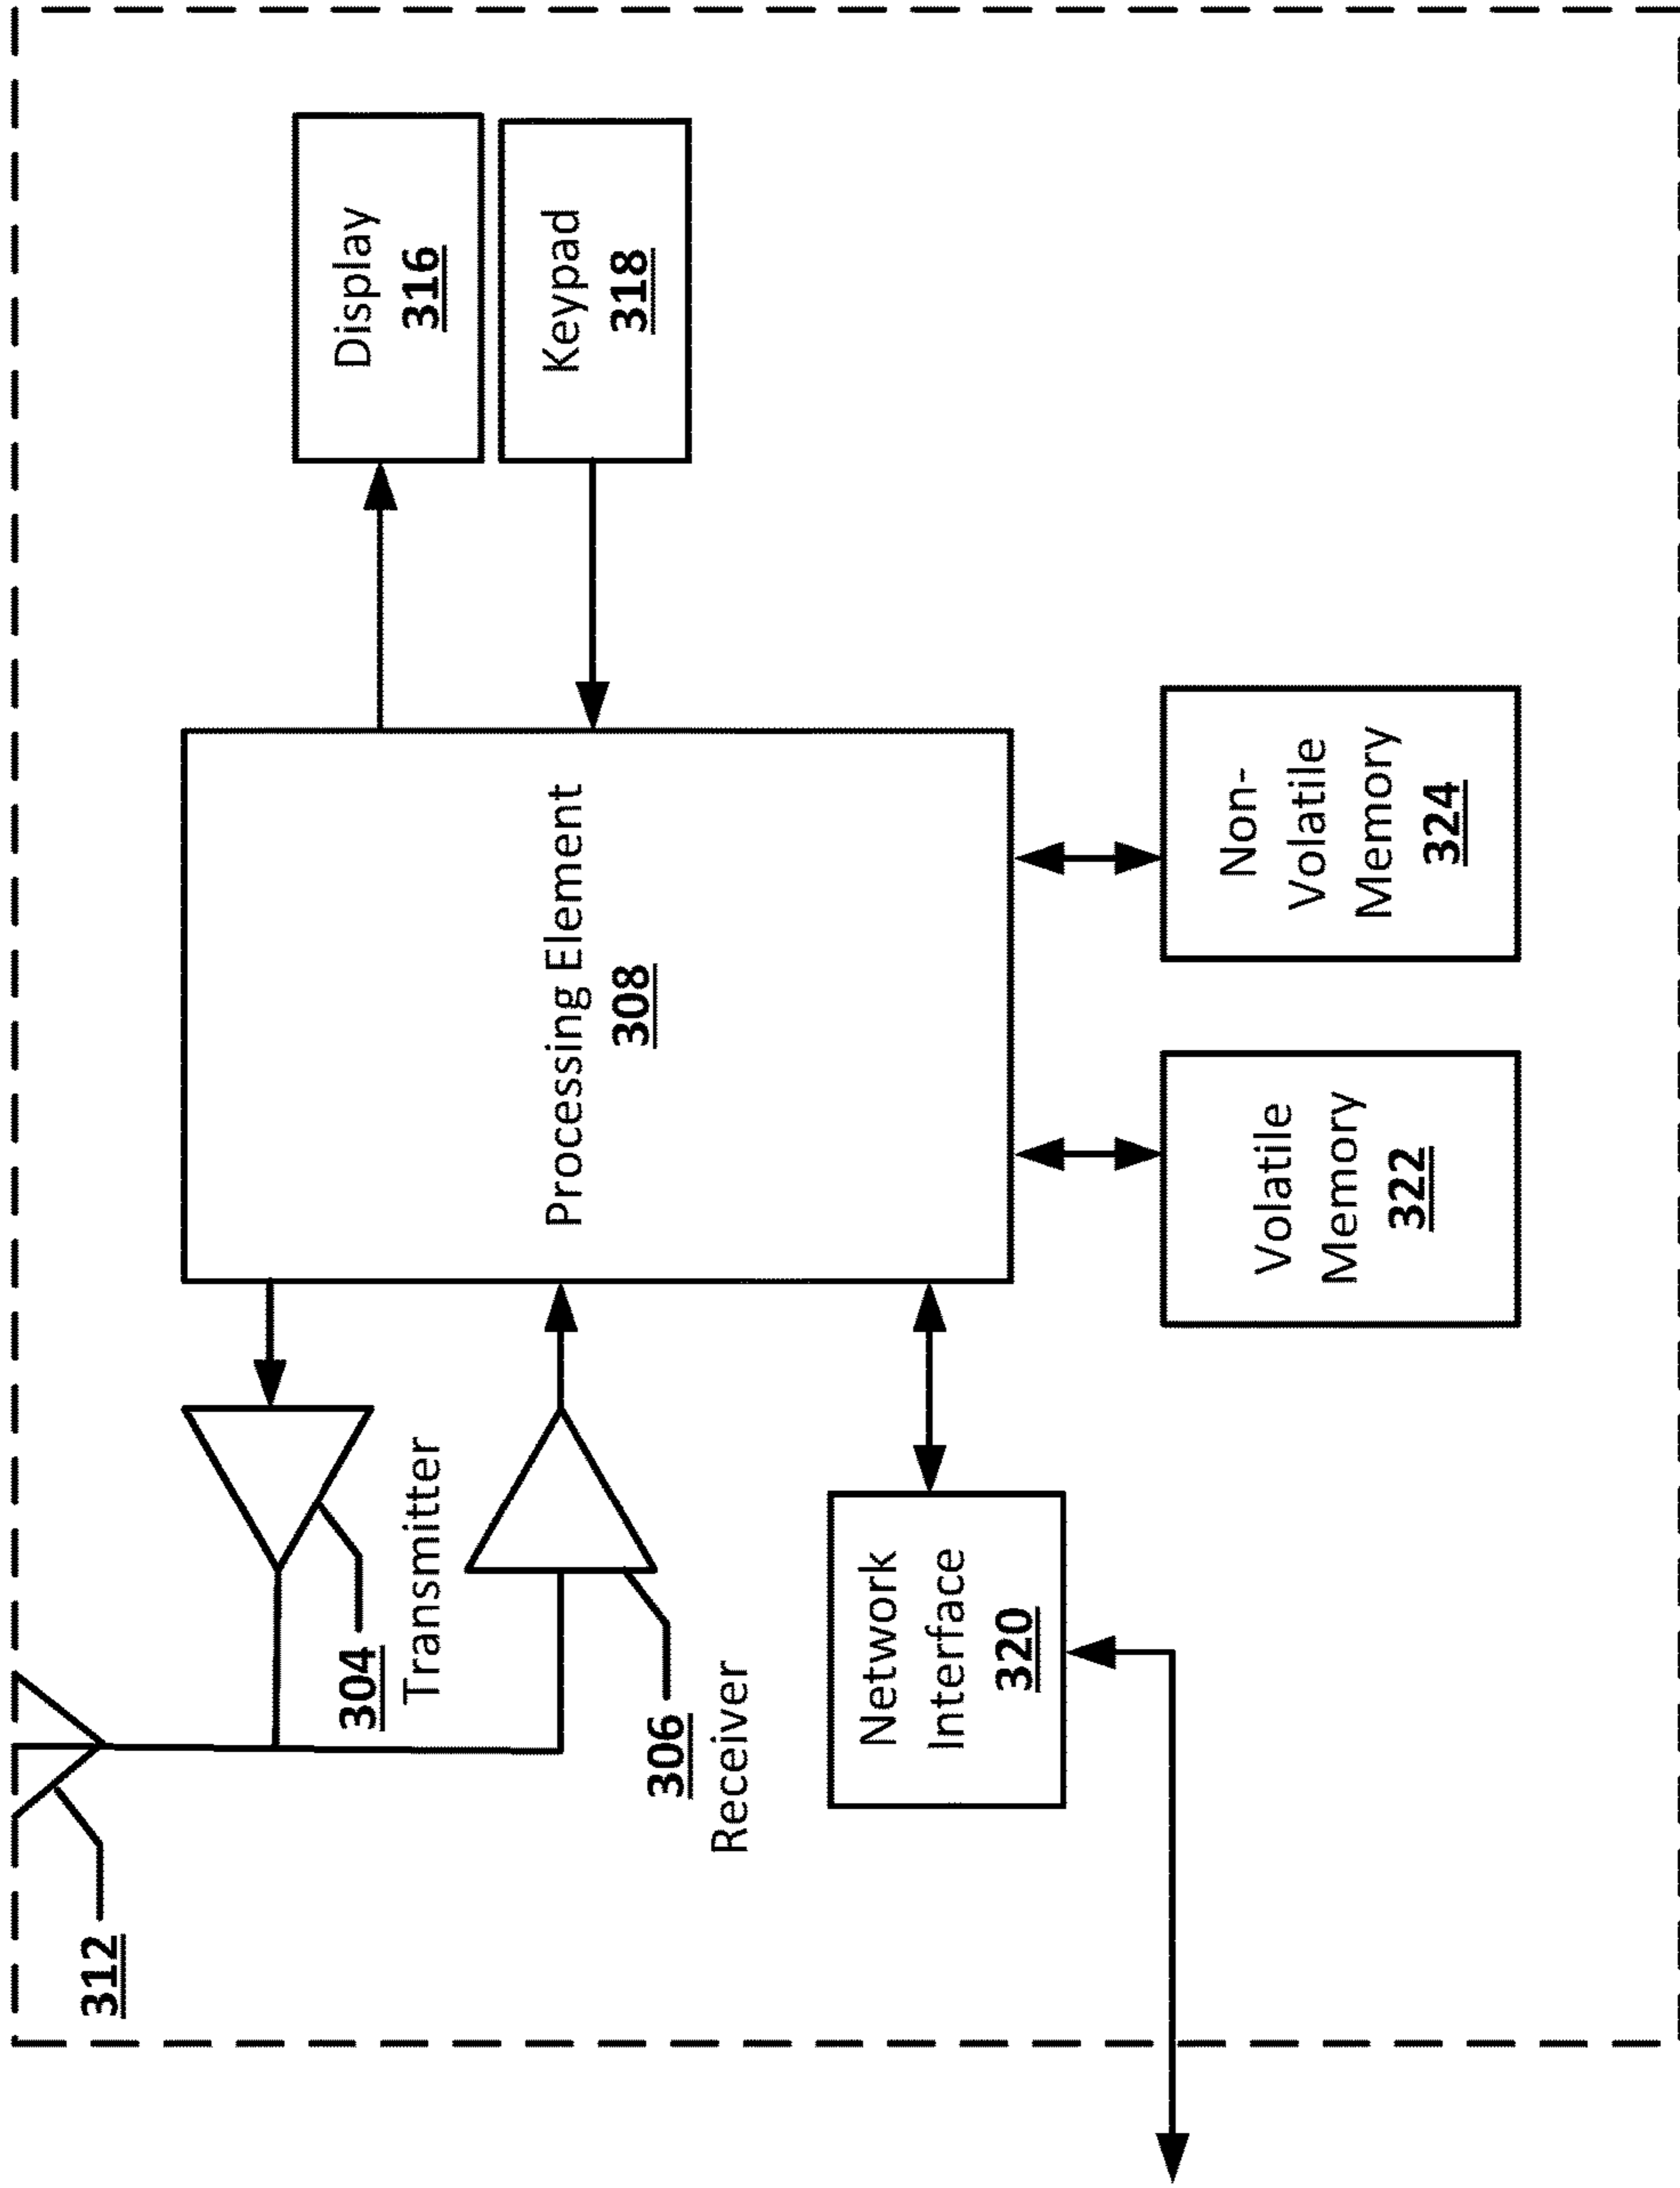 312
304
Transmitter
306
Receiver
Network
Interface
320
Processing Element
308
Volatile
Memory
322
Non-
Volatile
Memory
324
Display
316
Keypad
318